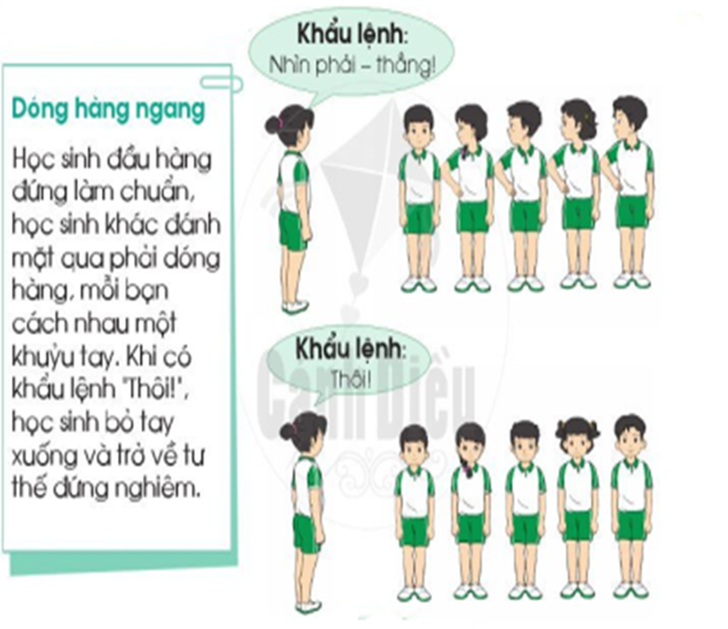 Khẩu lệnh:
Nhìn phải – thẳng!
Dóng hàng ngang
Học sinh đầu hàng
đứng làm chuẩn,
học sinh khác đánh
mặt qua phải dóng
hàng, mỗi bạn
cách nhau một
khuỷu tay. Khi có
khẩu lệnh "Thôi!",
học sinh bỏ tay
xuống và trở về tư
thế đứng nghiêm.
Khẩu lệnh:
Thôi!
Cánh Diều